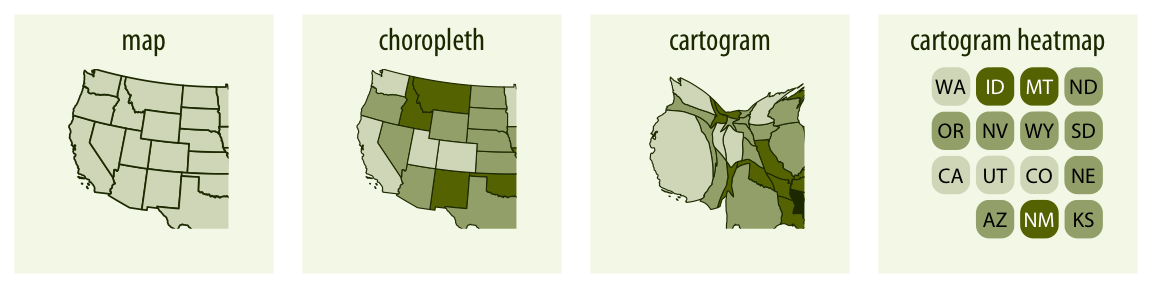 map
choropleth
cartogram
cartogram heatmap
WA ID MT ND
OR NV WY SD
CA UT CO NE
AZ NM KS